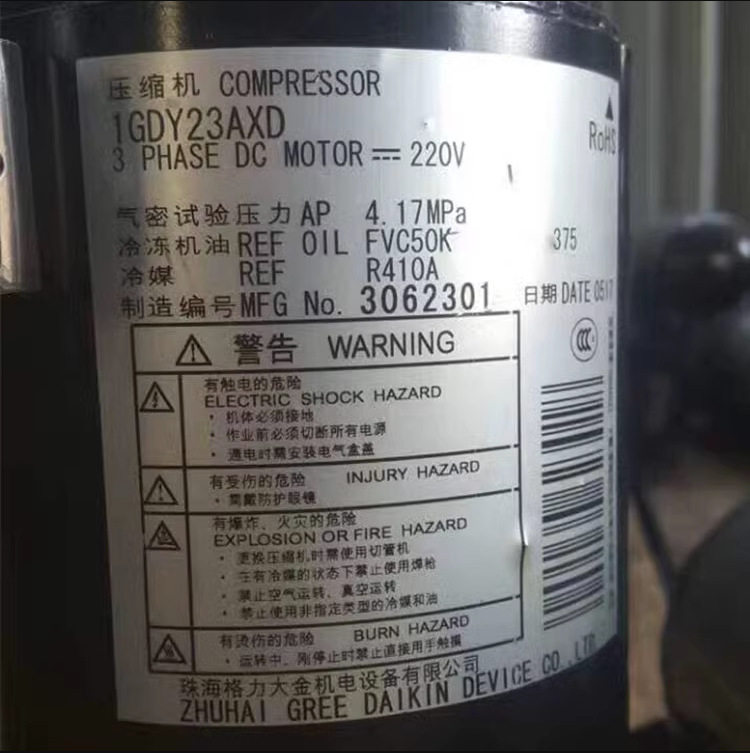 压缩机 COMPRESSOR
1GDY23AXD
3 PHASE DC MOTOR 220V
RoHS
气密试验压力 AP 4.17MPa
冷冻机油 REF OIL FVC50K 375
冷媒 REF R410A
制造编号 MFG No. 3062301 日期 DATE 0517
警告 WARNING
有触电的危险
ELECTRIC SHOCK HAZARD
· 机体必须接地
· 作业前必须切断所有电源
· 通电时需安装电气盒盖
有受伤的危险 INJURY HAZARD
· 需戴防护眼镜
有爆炸、火灾的危险
EXPLOSION OR FIRE HAZARD
· 更换压缩机时需使用切管机
· 在有冷媒的状态下禁止使用焊枪
· 禁止空气运转、真空运转
· 禁止使用非指定类型的冷媒和油
有烫伤的危险 BURN HAZARD
· 运转中、刚停止时禁止直接用手触摸
珠海格力大金机电设备有限公司
ZHUHAI GREE DAIKIN DEVICE CO.,LTD